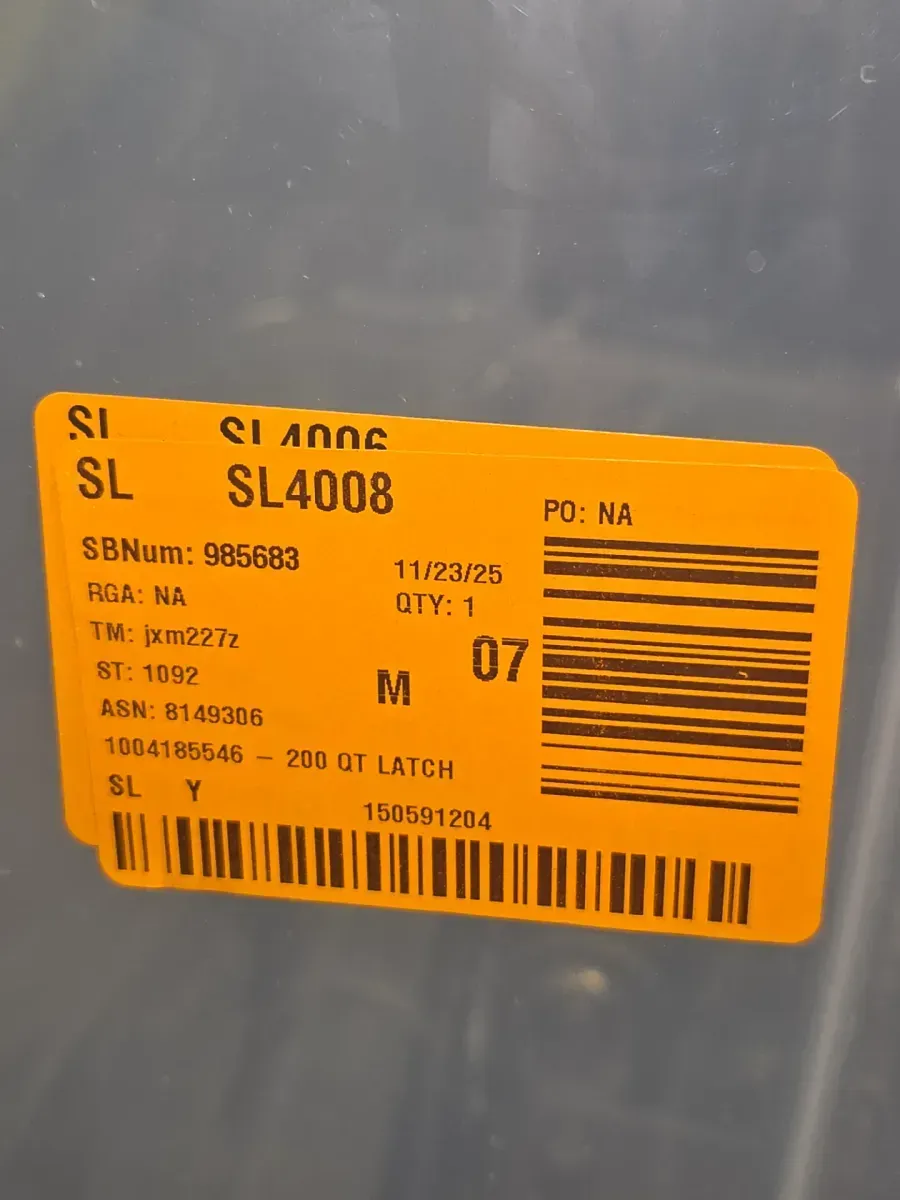 SL SL4006
SL SL4008
PO: NA
SBNum: 985683
11/23/25
RGA: NA
QTY: 1
TM: jxm227z
07
ST: 1092
M
ASN: 8149306
1004185546 – 200 QT LATCH
SL Y
150591204